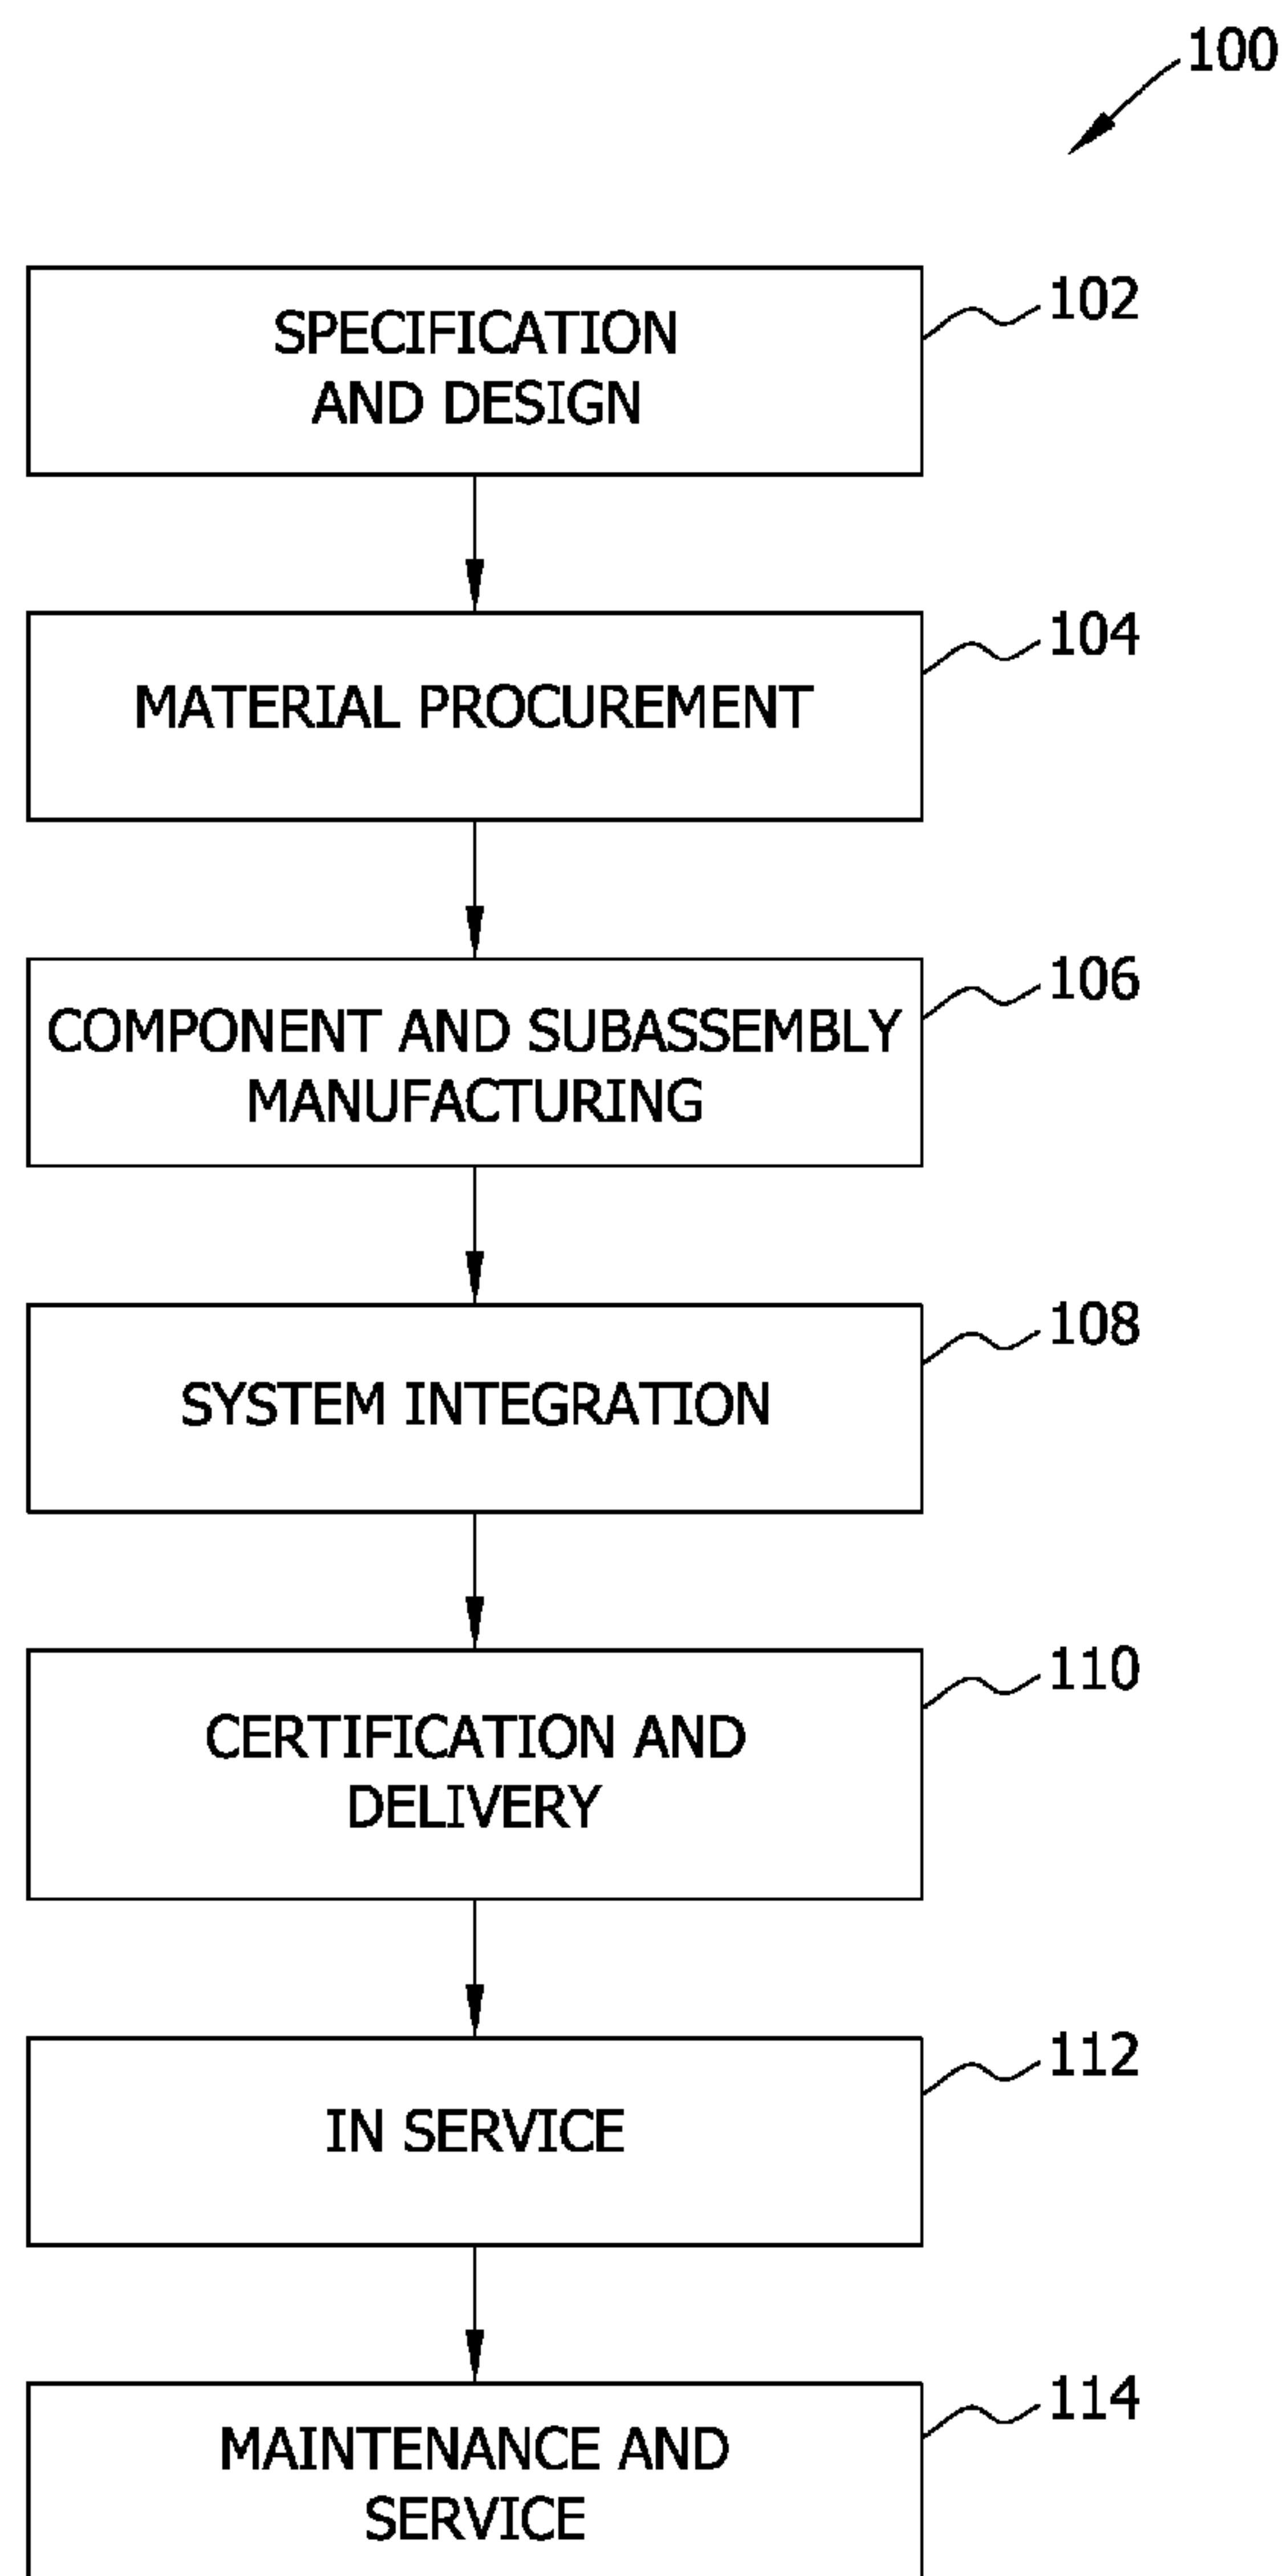 100
SPECIFICATION
AND DESIGN
102
MATERIAL PROCUREMENT
104
COMPONENT AND SUBASSEMBLY
MANUFACTURING
106
SYSTEM INTEGRATION
108
CERTIFICATION AND
DELIVERY
110
IN SERVICE
112
MAINTENANCE AND
SERVICE
114